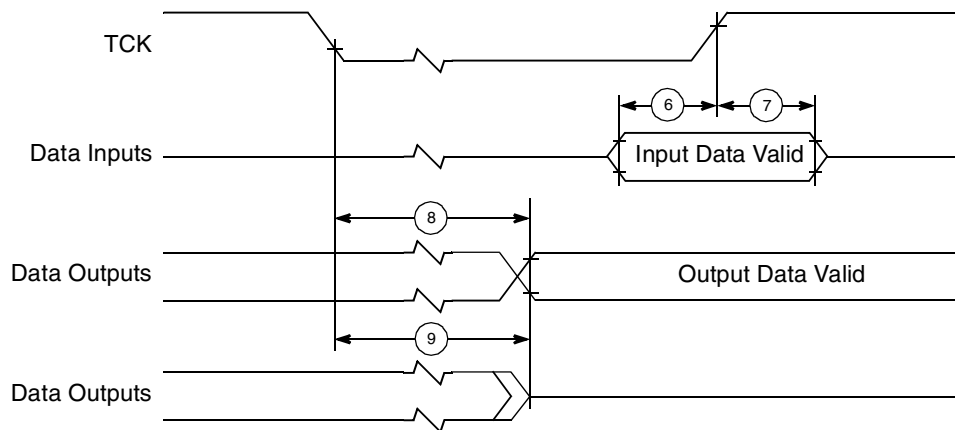 TCK
6
7
Data Inputs
Input Data Valid
8
Data Outputs
Output Data Valid
9
Data Outputs